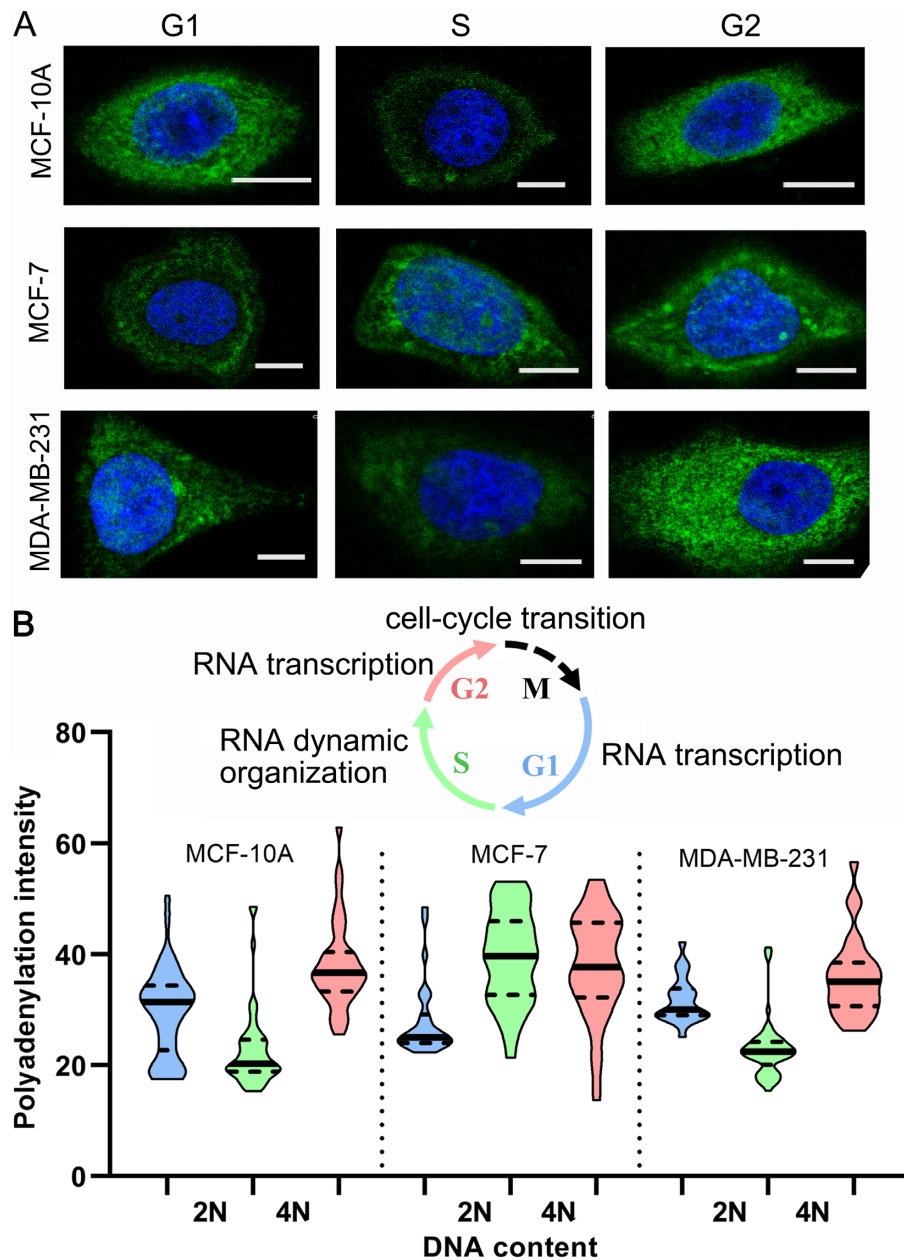 A
G1
S
G2
MCF-10A
MCF-7
MDA-MB-231
B
cell-cycle transition
RNA transcription
G2
M
RNA dynamic
organization
S
G1
RNA transcription
Polyadenylation intensity
80
60
40
20
0
MCF-10A
MCF-7
MDA-MB-231
2N
4N
2N
4N
2N
4N
DNA content